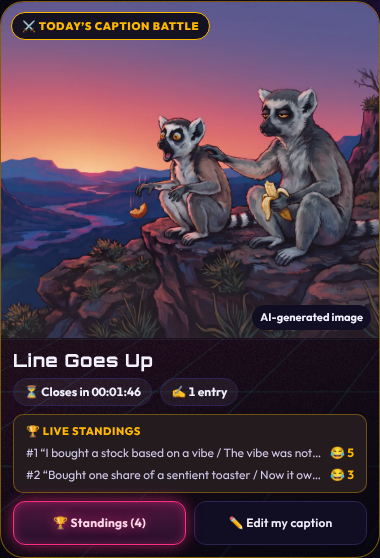 ⚔️ TODAY'S CAPTION BATTLE
AI-generated image
Line Goes Up
⏳ Closes in 00:01:46 ✍️ 1 entry
🏆 LIVE STANDINGS
#1 “I bought a stock based on a vibe / The vibe was not... 😂 5
#2 “Bought one share of a sentient toaster / Now it ow... 😂 3
🏆 Standings (4) ✏️ Edit my caption